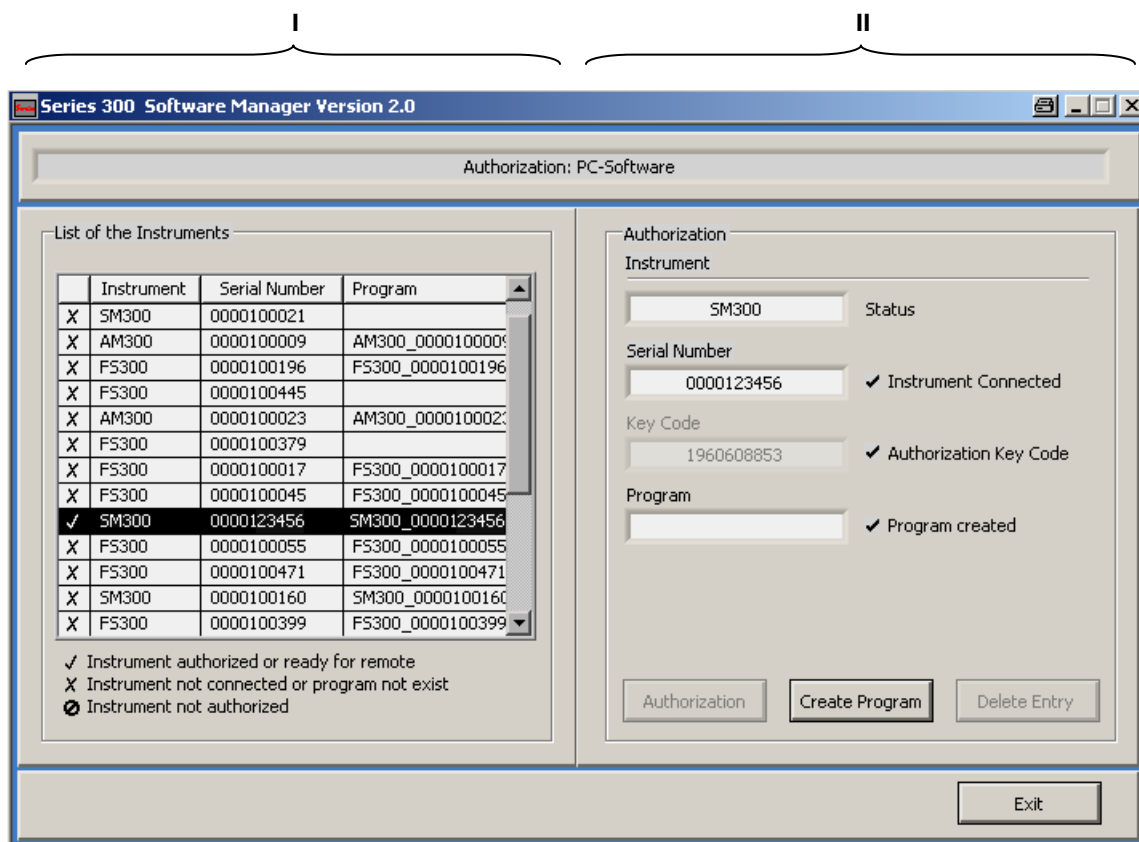 I II
Series 300 Software Manager Version 2.0
Authorization: PC-Software
List of the Instruments
Instrument Serial Number Program
X SM300 0000100021
X AM300 0000100009 AM300_0000100009
X FS300 0000100196 FS300_0000100196
X FS300 0000100445
X AM300 0000100023 AM300_0000100023
X FS300 0000100379
X FS300 0000100017 FS300_0000100017
X FS300 0000100045 FS300_0000100045
✓ SM300 0000123456 SM300_0000123456
X FS300 0000100055 FS300_0000100055
X FS300 0000100471 FS300_0000100471
X SM300 0000100160 SM300_0000100160
X FS300 0000100399 FS300_0000100399
✓ Instrument authorized or ready for remote
X Instrument not connected or program not exist
Instrument not authorized
Authorization
Instrument
SM300 Status
Serial Number
0000123456 ✓ Instrument Connected
Key Code
1960608853 ✓ Authorization Key Code
Program
✓ Program created
Authorization Create Program Delete Entry
Exit